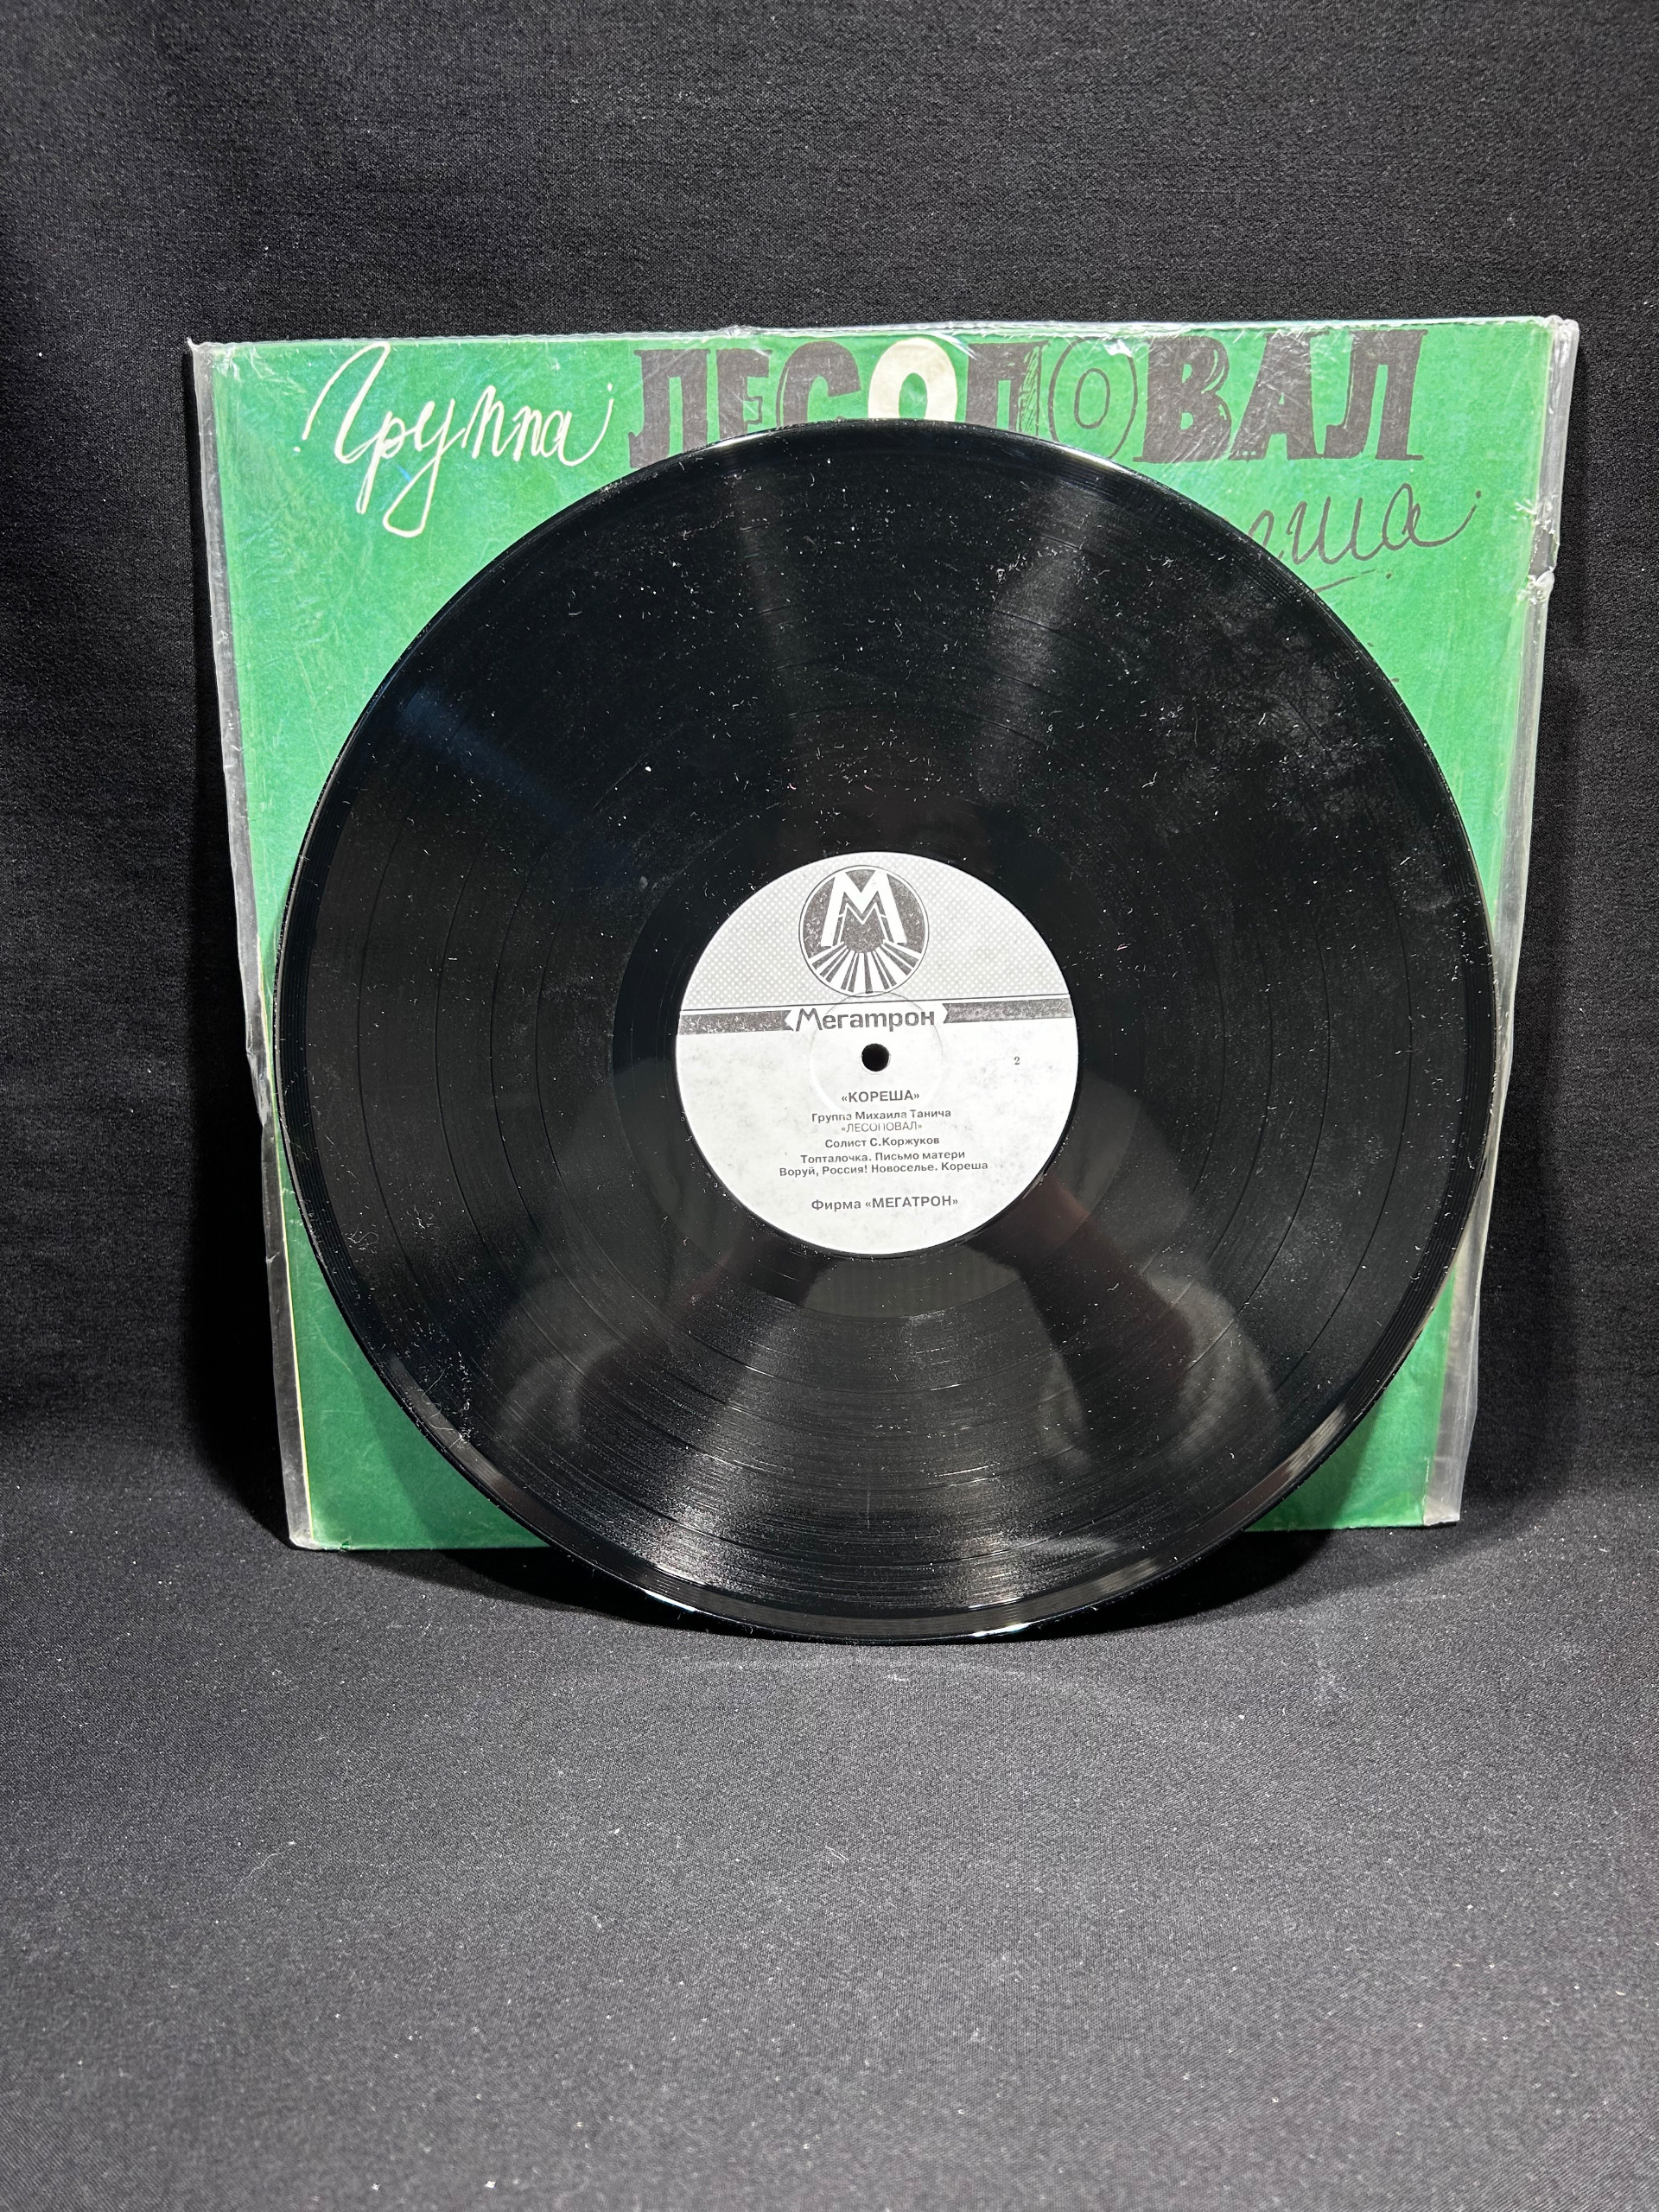 Группа ЛЕСОПОВАЛ
еша
М
Мегатрон
2
«КОРЕША»
Группа Михаила Танича
«ЛЕСОПОВАЛ»
Солист С.Коржуков
Топталочка. Письмо матери
Воруй, Россия! Новоселье. Кореша
Фирма «МЕГАТРОН»